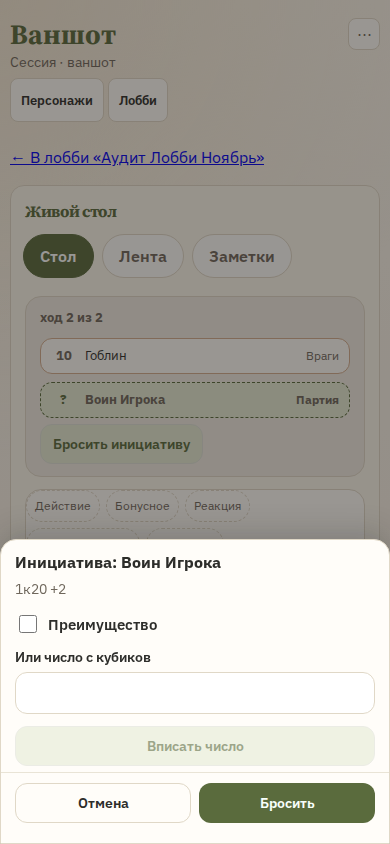 Ваншот
...
Сессия · ваншот
Персонажи
Лобби
← В лобби «Аудит Лобби Ноябрь»
Живой стол
Стол
Лента
Заметки
ход 2 из 2
10 Гоблин Враги
? Воин Игрока Партия
Бросить инициативу
Действие
Бонусное
Реакция
Инициатива: Воин Игрока
1к20 +2
Преимущество
Или число с кубиков
Вписать число
Отмена
Бросить